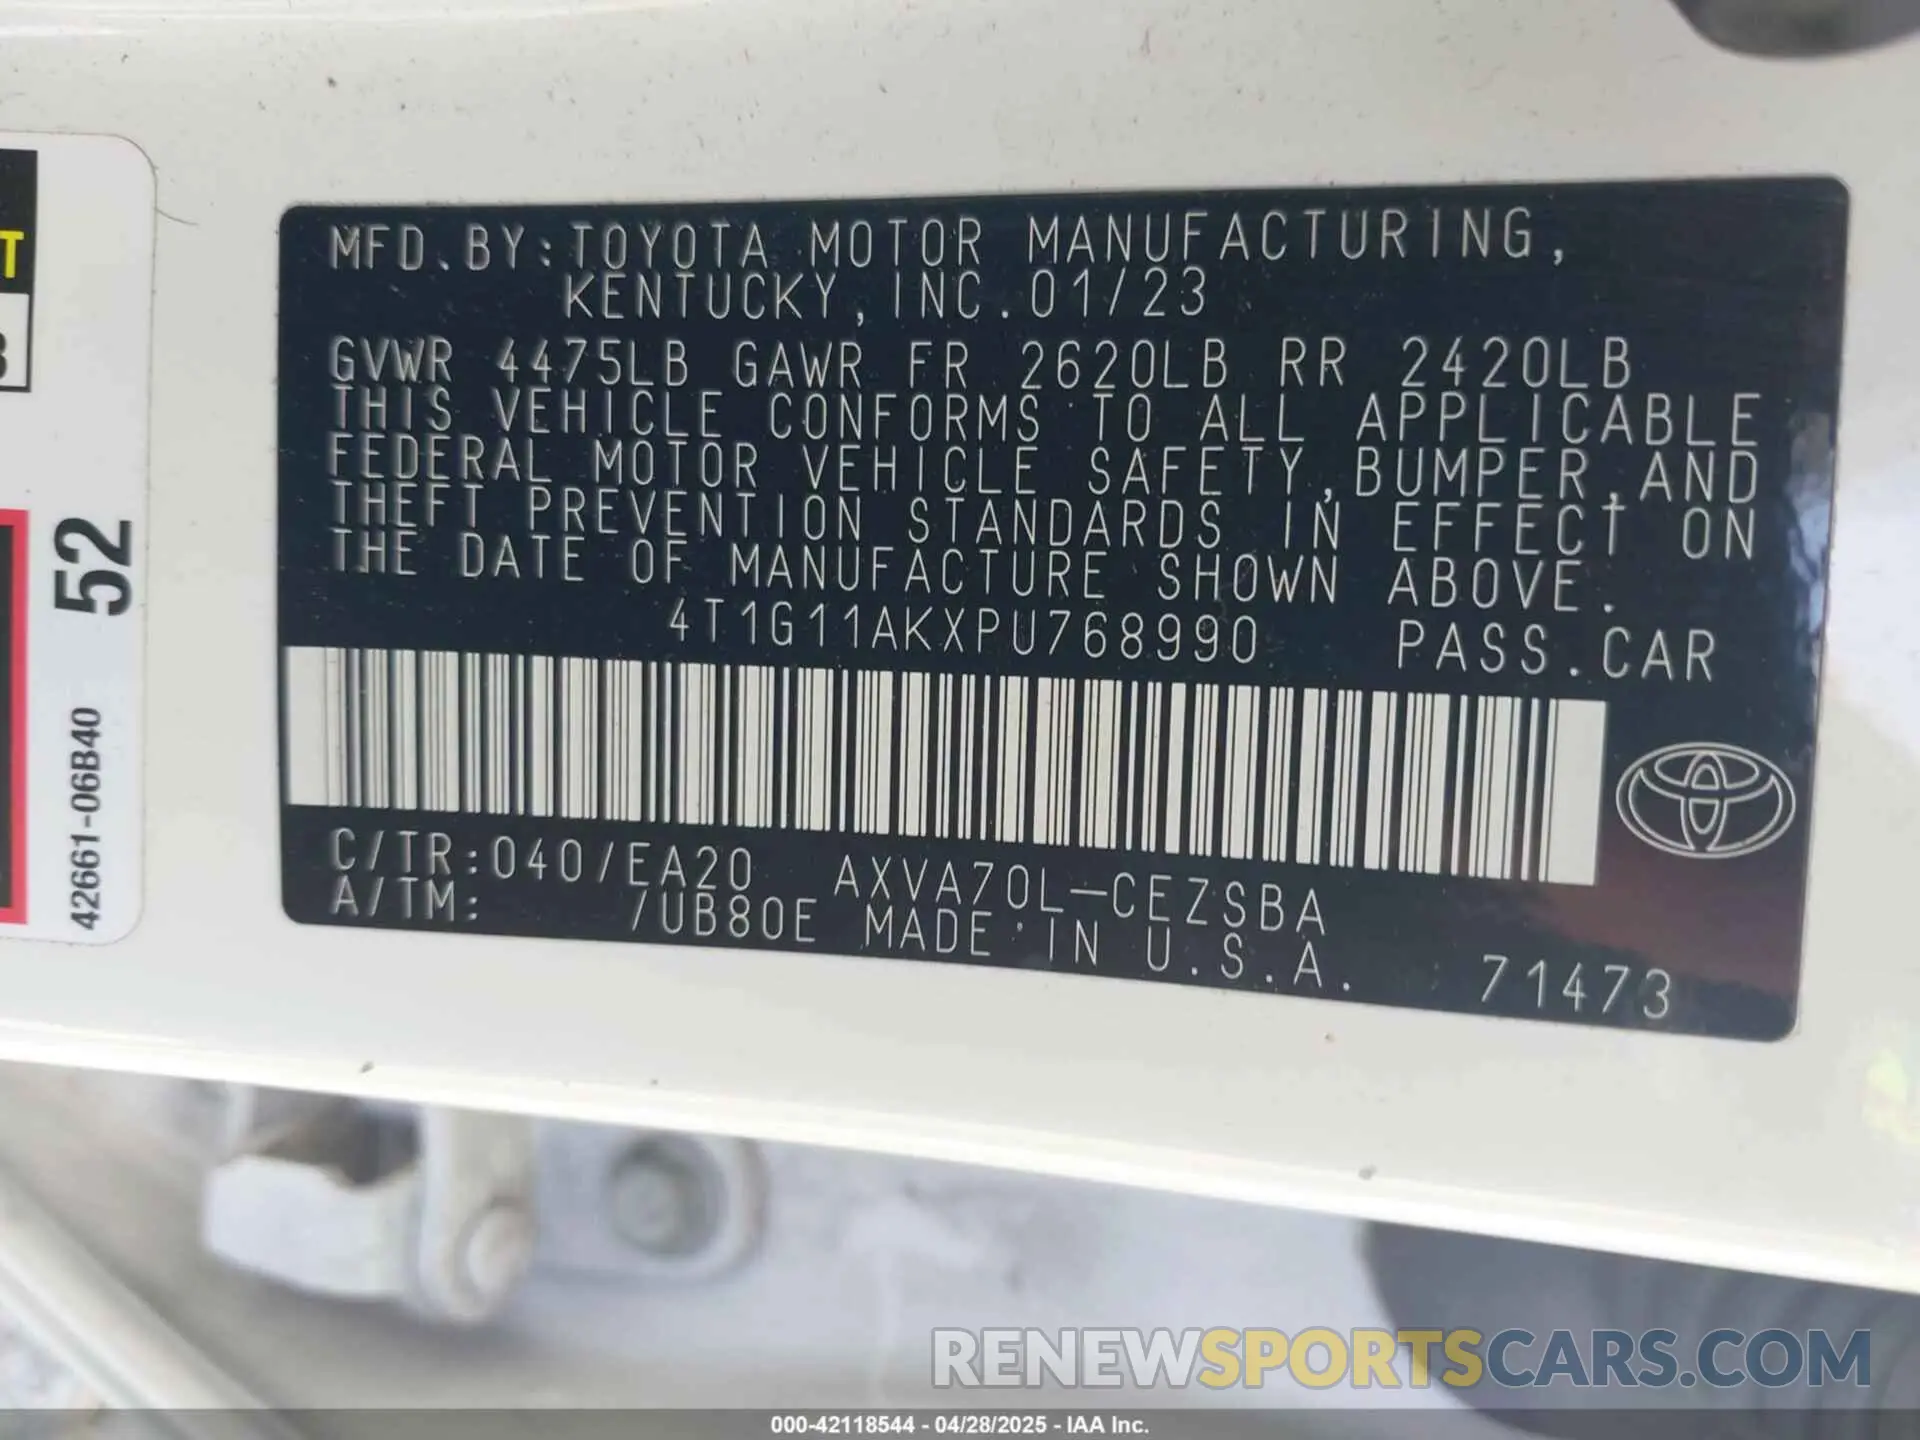 MFD.BY:TOYOTA MOTOR MANUFACTURING,
KENTUCKY, INC.01/23
GVWR 4475LB GAWR FR 2620LB RR 2420LB
THIS VEHICLE CONFORMS TO ALL APPLICABLE
FEDERAL MOTOR VEHICLE SAFETY,BUMPER,AND
THEFT PREVENTION STANDARDS IN EFFECT ON
THE DATE OF MANUFACTURE SHOWN ABOVE.
4T1G11AKXPU768990 PASS.CAR
C/TR:040/EA20 AXVA70L-CEZSBA
A/TM: /UB80E MADE IN U.S.A.
71473
T
52
42661-06B40
RENEWSPORTSCARS.COM
000-42118544 - 04/28/2025 - IAA Inc.